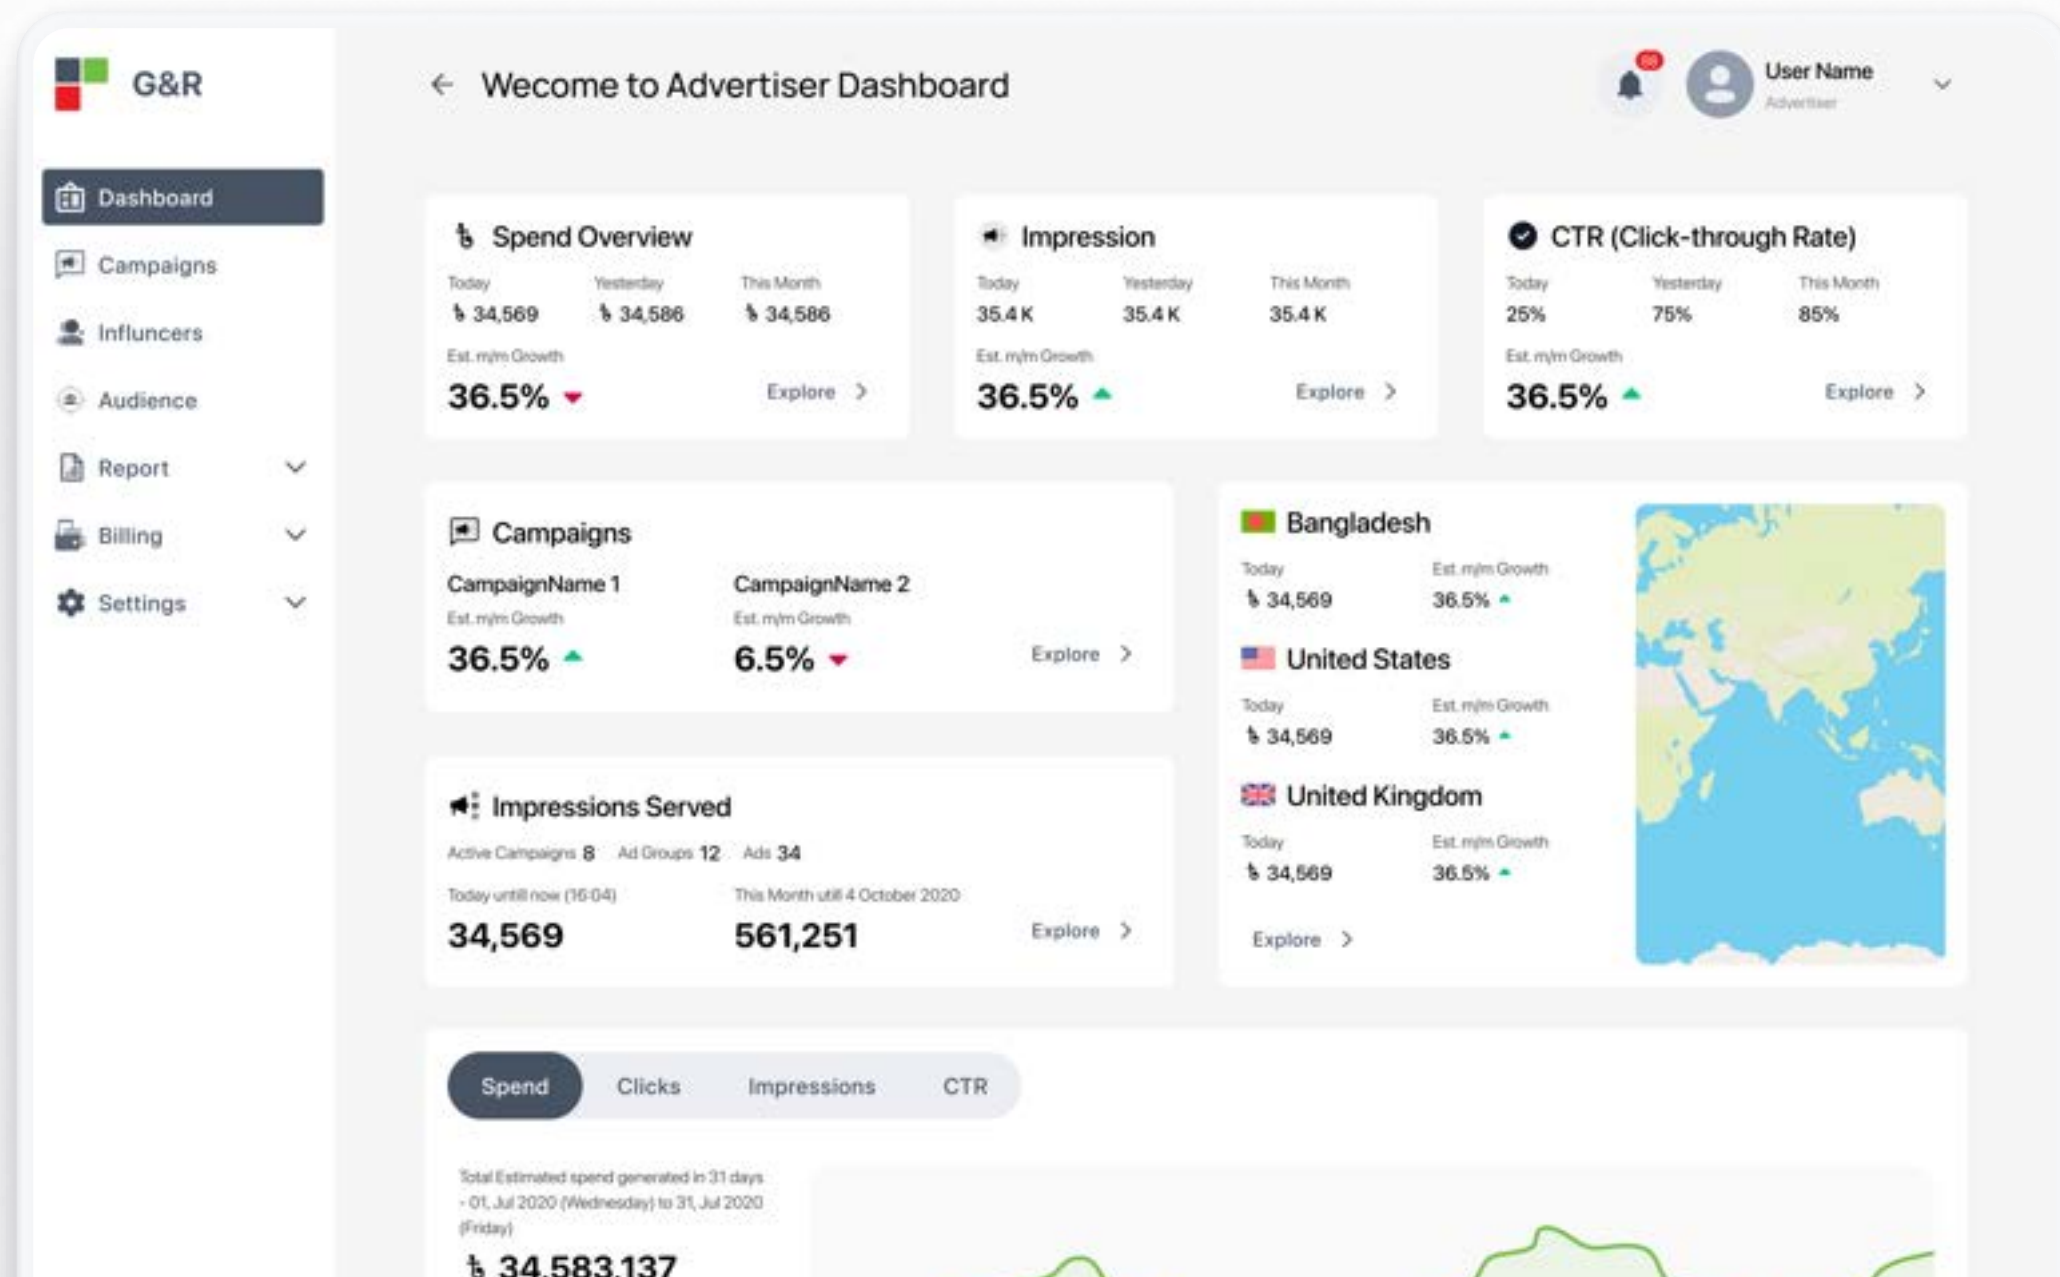 G&R
Wecome to Advertiser Dashboard
User Name
Advertiser
Dashboard
Campaigns
Influncers
Audience
Report
Billing
Settings
Spend Overview
Today Yesterday This Month
৳ 34,569 ৳ 34,586 ৳ 34,586
Est. m/m Growth
36.5% Explore
Impression
Today Yesterday This Month
35.4 K 35.4 K 35.4 K
Est. m/m Growth
36.5% Explore
CTR (Click-through Rate)
Today Yesterday This Month
25% 75% 85%
Est. m/m Growth
36.5% Explore
Campaigns
CampaignName 1 CampaignName 2
Est. m/m Growth Est. m/m Growth
36.5% 6.5% Explore
Impressions Served
Active Campaigns 8 Ad Groups 12 Ads 34
Today untill now (16:04) This Month utill 4 October 2020
34,569 561,251 Explore
Bangladesh
Today Est. m/m Growth
৳ 34,569 36.5%
United States
Today Est. m/m Growth
৳ 34,569 36.5%
United Kingdom
Today Est. m/m Growth
৳ 34,569 36.5%
Explore
Spend Clicks Impressions CTR
Total Estimated spend generated in 31 days
- 01, Jul 2020 (Wednesday) to 31, Jul 2020
(Friday)
৳ 34,583,137